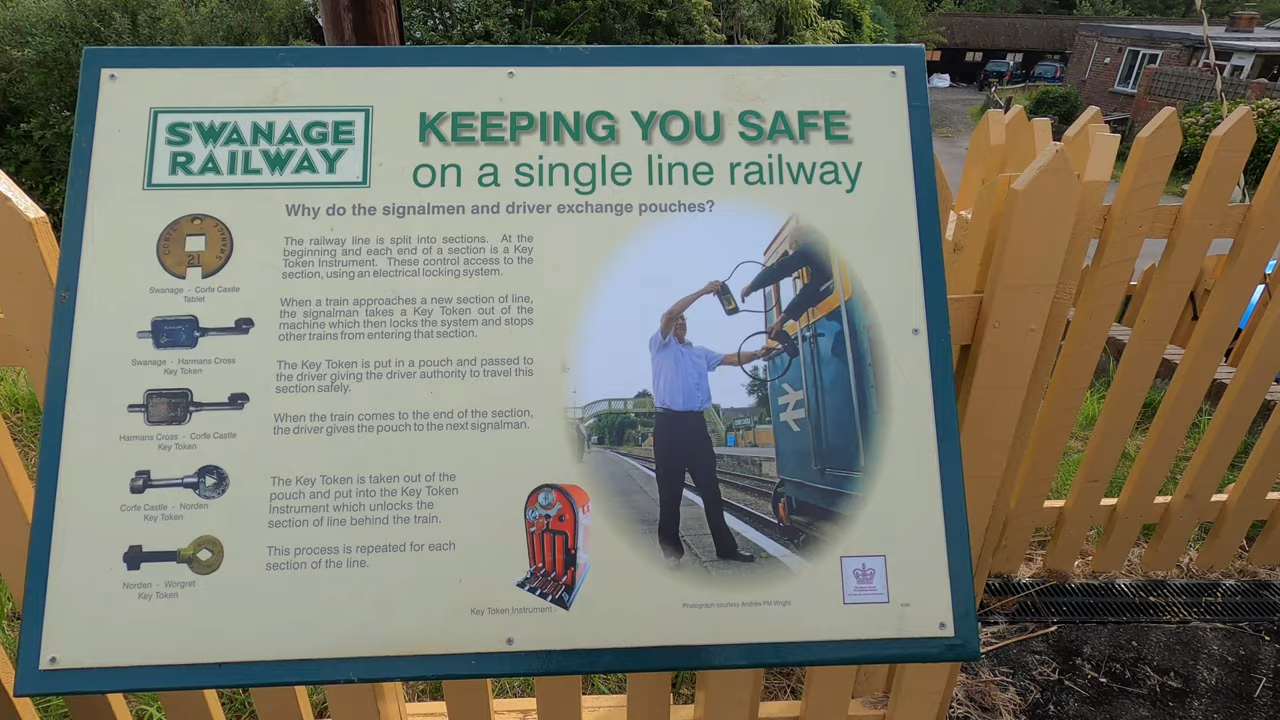 SWANAGE
RAILWAY
KEEPING YOU SAFE
on a single line railway
Why do the signalmen and driver exchange pouches?
CORFE
SWANAGE
21
Swanage - Corfe Castle
Tablet
Swanage - Harmans Cross
Key Token
Harmans Cross - Corfe Castle
Key Token
Corfe Castle - Norden
Key Token
Norden - Worgret
Key Token
The railway line is split into sections. At the
beginning and each end of a section is a Key
Token Instrument. These control access to the
section, using an electrical locking system.
When a train approaches a new section of line,
the signalman takes a Key Token out of the
machine which then locks the system and stops
other trains from entering that section.
The Key Token is put in a pouch and passed to
the driver giving the driver authority to travel this
section safely.
When the train comes to the end of the section,
the driver gives the pouch to the next signalman.
The Key Token is taken out of the
pouch and put into the Key Token
Instrument which unlocks the
section of line behind the train.
This process is repeated for each
section of the line.
Key Token Instrument
Photograph courtesy Andrew PM Wright